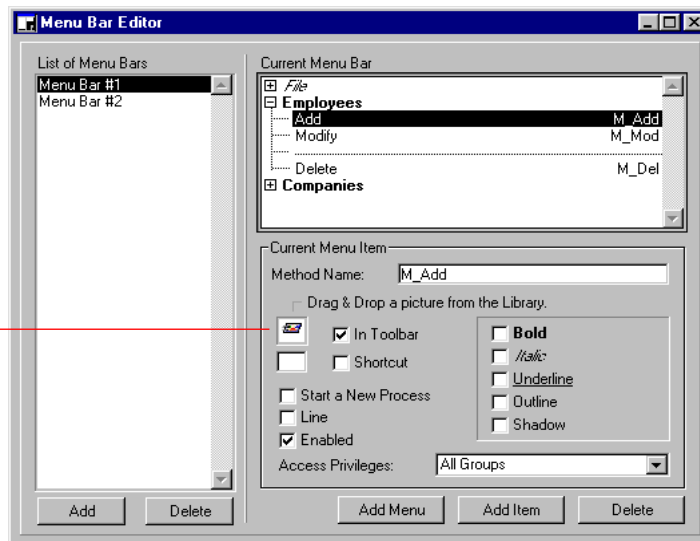 Menu Bar Editor
List of Menu Bars
Menu Bar #1
Menu Bar #2
Add Delete
Current Menu Bar
File
Employees
Add M_Add
Modify M_Mod
Delete M_Del
Companies
Current Menu Item
Method Name: M_Add
Drag & Drop a picture from the Library.
In Toolbar
Shortcut
Start a New Process
Line
Enabled
Bold
Italic
Underline
Outline
Shadow
Access Privileges: All Groups
Add Menu Add Item Delete